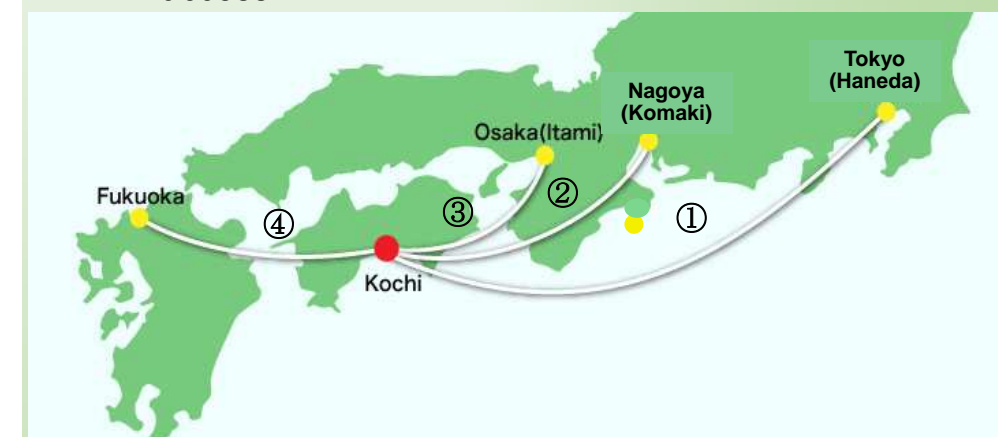 Tokyo
(Haneda)
Nagoya
(Komaki)
Osaka(Itami)
②
Fukuoka
③
①
④
Kochi